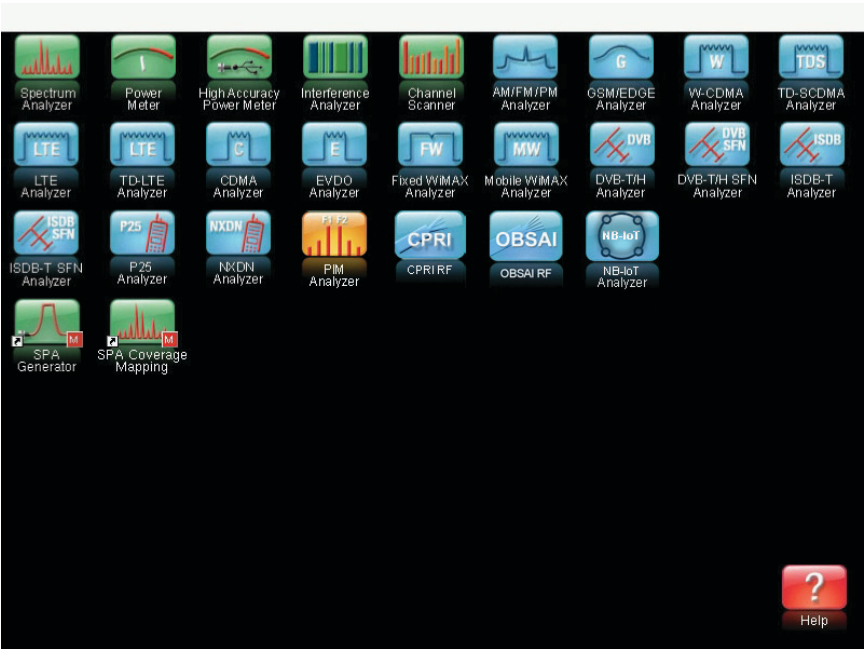 Spectrum
Analyzer
Power
Meter
High Accuracy
Power Meter
Interference
Analyzer
Channel
Scanner
AM/FM/PM
Analyzer
G
GSM/EDGE
Analyzer
W
W-CDMA
Analyzer
TDS
TD-SCDMA
Analyzer
LTE
LTE
Analyzer
LTE
TD-LTE
Analyzer
C
CDMA
Analyzer
E
EVDO
Analyzer
FW
Fixed WiMAX
Analyzer
MW
Mobile WiMAX
Analyzer
DVB
DVB-T/H
Analyzer
DVB
SFN
DVB-T/H SFN
Analyzer
ISDB
ISDB-T
Analyzer
ISDB
SFN
ISDB-T SFN
Analyzer
P25
P25
Analyzer
NXDN
NXDN
Analyzer
F1 F2
PIM
Analyzer
CPRI
CPRI RF
OBSAI
OBSAI RF
NB-IoT
NB-IoT
Analyzer
M
SPA
Generator
M
SPA Coverage
Mapping
?
Help